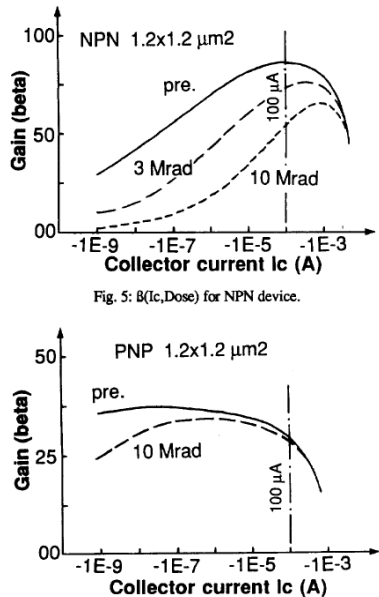 NPN 1.2x1.2 µm2
Gain (beta)
100
50
00
pre.
3 Mrad
10 Mrad
100 µA
-1E-9 -1E-7 -1E-5 -1E-3
Collector current Ic (A)
Fig. 5: ß(Ic,Dose) for NPN device.
PNP 1.2x1.2 µm2
Gain (beta)
50
25
00
pre.
10 Mrad
100 µA
-1E-9 -1E-7 -1E-5 -1E-3
Collector current Ic (A)